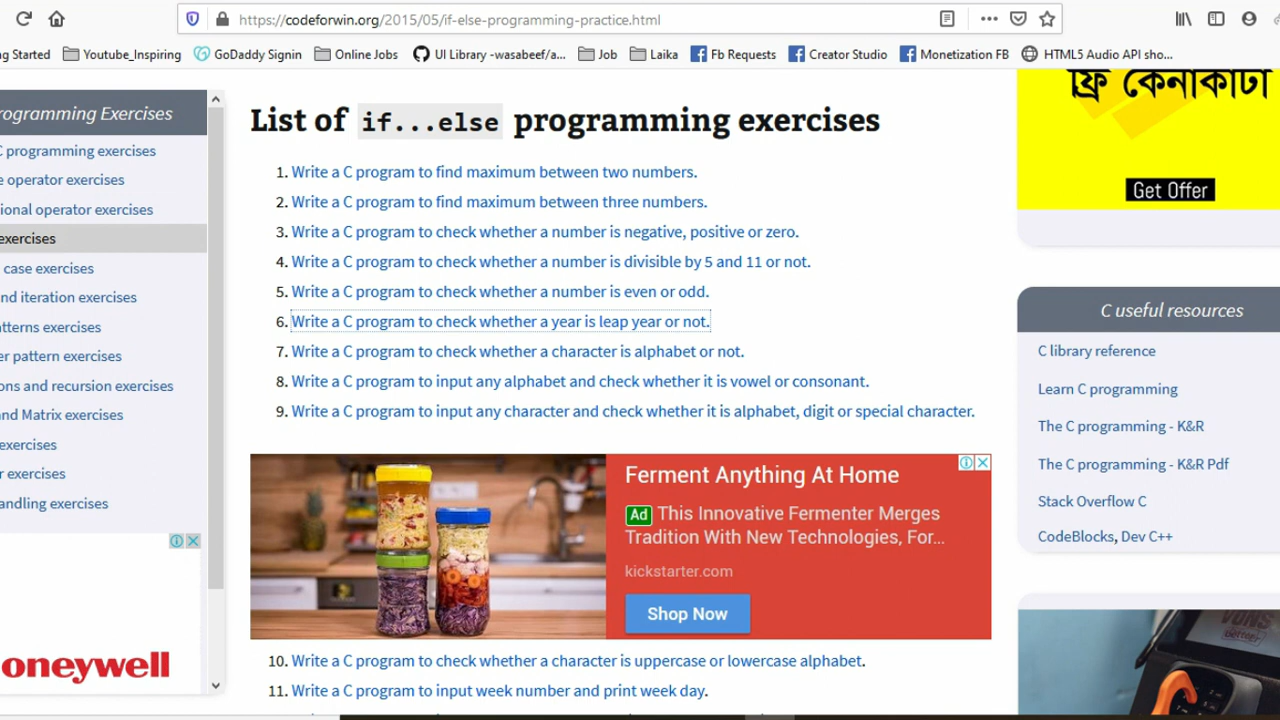 https://codeforwin.org/2015/05/if-else-programming-practice.html
ng Started Youtube_Inspiring GoDaddy Signin Online Jobs UI Library -wasabeef/a... Job Laika Fb Requests Creator Studio Monetization FB HTML5 Audio API sho...
rogramming Exercises
C programming exercises
e operator exercises
ional operator exercises
exercises
case exercises
nd iteration exercises
tterns exercises
er pattern exercises
ons and recursion exercises
and Matrix exercises
exercises
r exercises
andling exercises
oneywell
List of if...else programming exercises
1. Write a C program to find maximum between two numbers.
2. Write a C program to find maximum between three numbers.
3. Write a C program to check whether a number is negative, positive or zero.
4. Write a C program to check whether a number is divisible by 5 and 11 or not.
5. Write a C program to check whether a number is even or odd.
6. Write a C program to check whether a year is leap year or not.
7. Write a C program to check whether a character is alphabet or not.
8. Write a C program to input any alphabet and check whether it is vowel or consonant.
9. Write a C program to input any character and check whether it is alphabet, digit or special character.
Ferment Anything At Home
Ad This Innovative Fermenter Merges
Tradition With New Technologies, For...
kickstarter.com
Shop Now
10. Write a C program to check whether a character is uppercase or lowercase alphabet.
11. Write a C program to input week number and print week day.
ফ্রি কেনাকাটা
Get Offer
C useful resources
C library reference
Learn C programming
The C programming - K&R
The C programming - K&R Pdf
Stack Overflow C
CodeBlocks, Dev C++
VONS